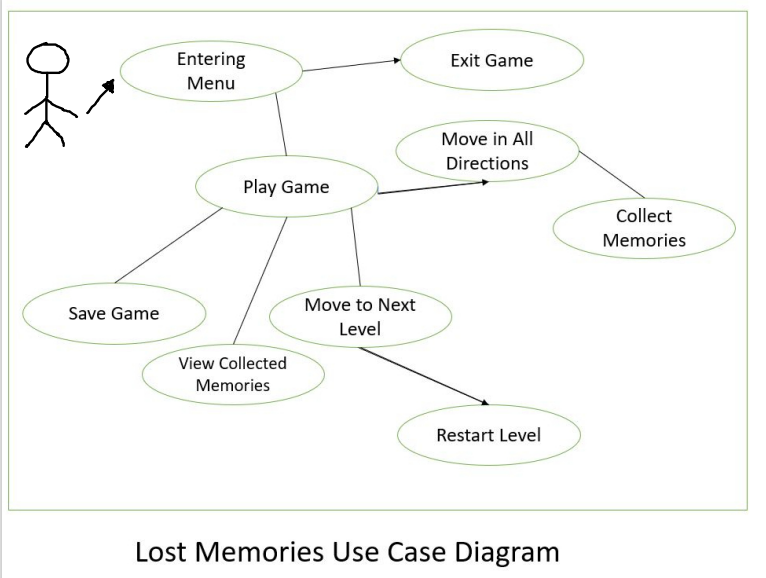 Entering
Menu
Exit Game
Move in All
Directions
Play Game
Collect
Memories
Save Game
Move to Next
Level
View Collected
Memories
Restart Level
Lost Memories Use Case Diagram